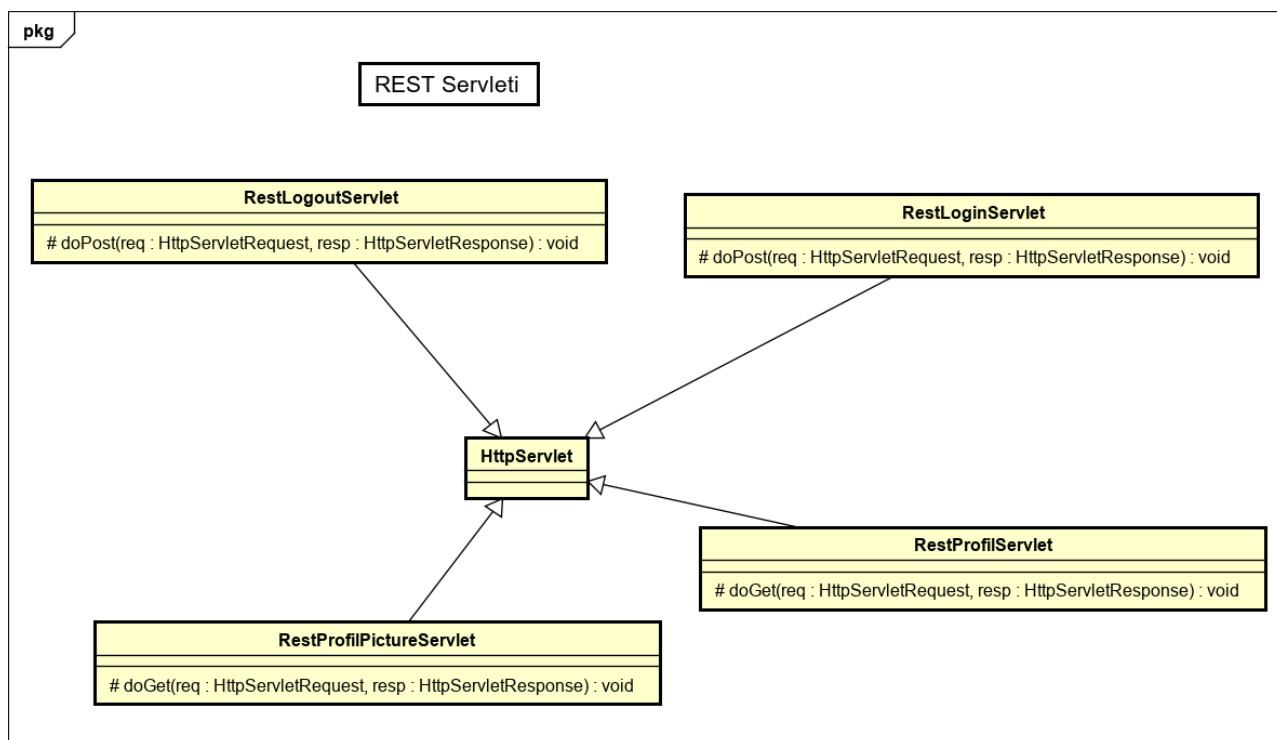 pkg
REST Servleti
RestLogoutServlet
# doPost(req : HttpServletRequest, resp : HttpServletResponse) : void
RestLoginServlet
# doPost(req : HttpServletRequest, resp : HttpServletResponse) : void
HttpServlet
RestProfilServlet
# doGet(req : HttpServletRequest, resp : HttpServletResponse) : void
RestProfilPictureServlet
# doGet(req : HttpServletRequest, resp : HttpServletResponse) : void